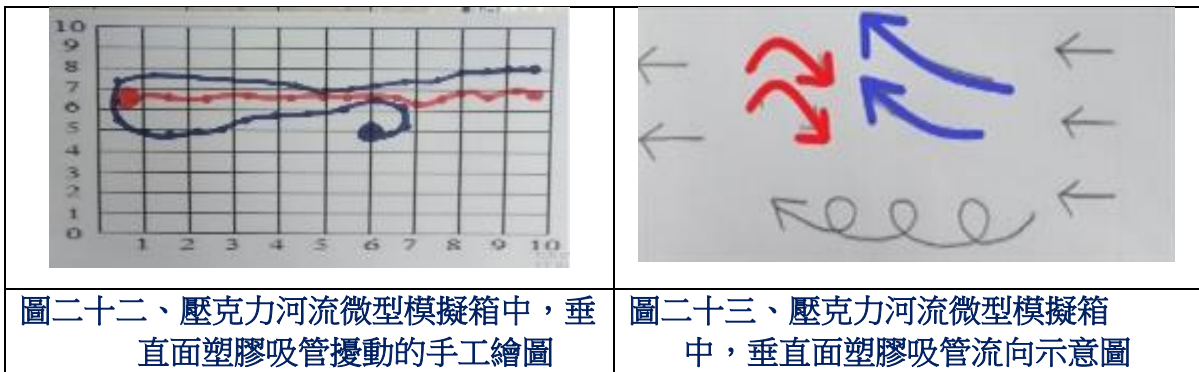 10
9
8
7
6
5
4
3
2
1
0
1 2 3 4 5 6 7 8 9 10
圖二十二、壓克力河流微型模擬箱中，垂
直面塑膠吸管擾動的手工繪圖
圖二十三、壓克力河流微型模擬箱
中，垂直面塑膠吸管流向示意圖